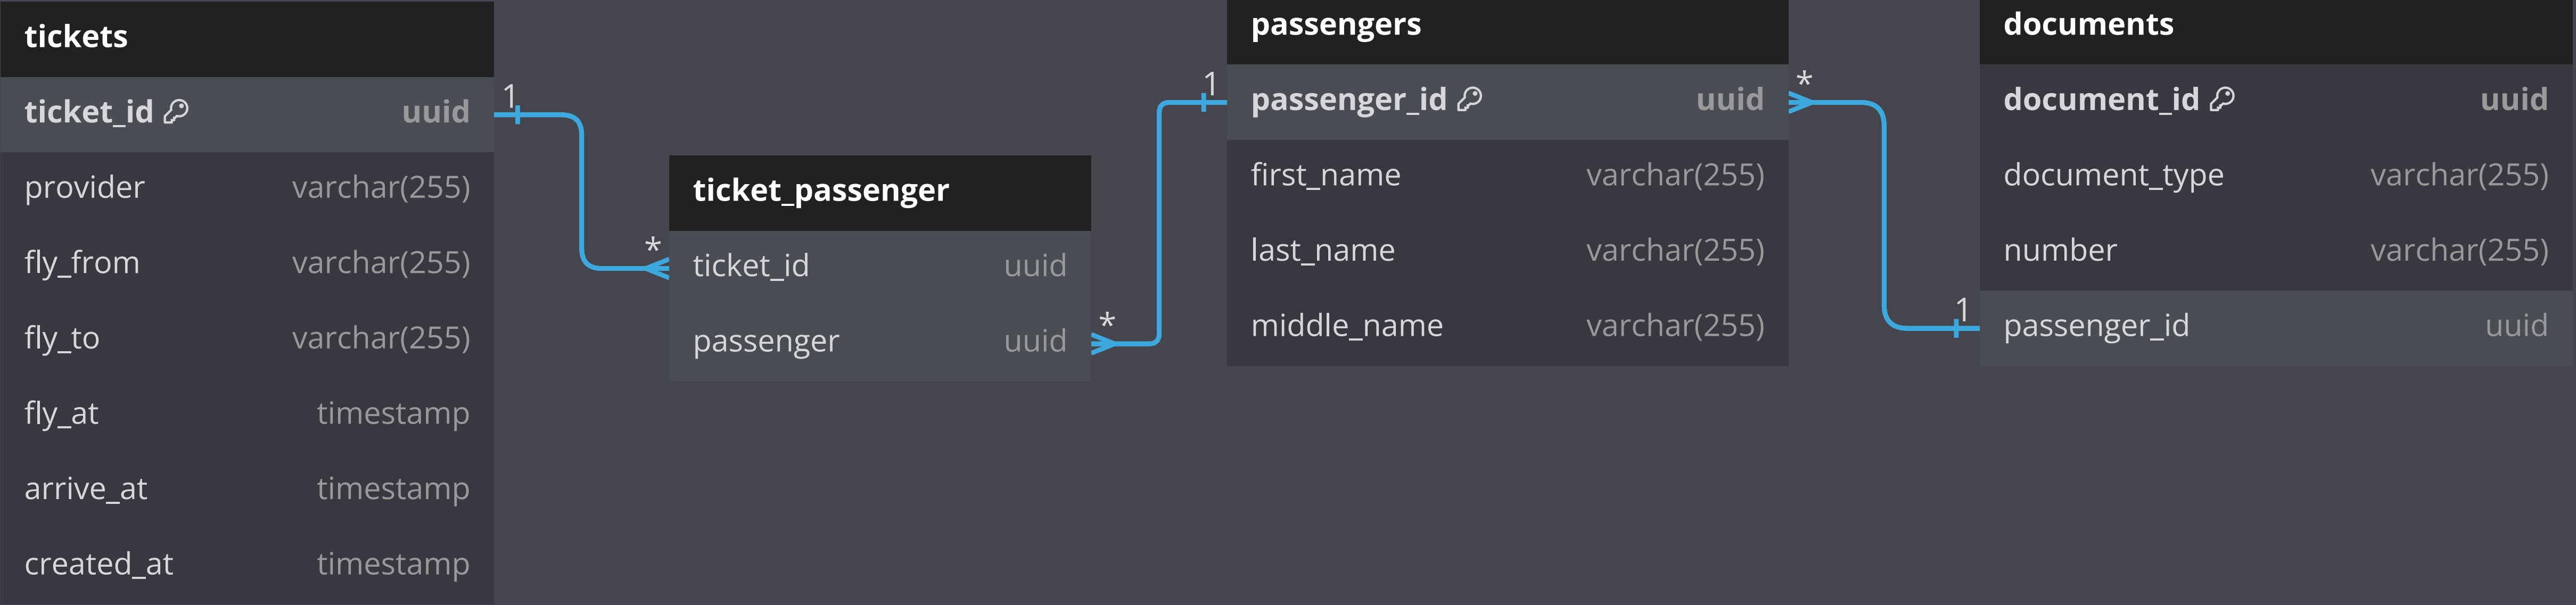 tickets
ticket_id uuid
provider varchar(255)
fly_from varchar(255)
fly_to varchar(255)
fly_at timestamp
arrive_at timestamp
created_at timestamp
1
*
ticket_passenger
ticket_id uuid
passenger uuid
*
1
passengers
passenger_id uuid
first_name varchar(255)
last_name varchar(255)
middle_name varchar(255)
*
1
documents
document_id uuid
document_type varchar(255)
number varchar(255)
passenger_id uuid